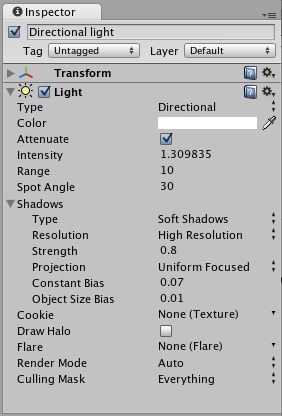 Inspector
Directional light
Tag Untagged Layer Default
Transform
Light
Type Directional
Color
Attenuate
Intensity 1.309835
Range 10
Spot Angle 30
Shadows
Type Soft Shadows
Resolution High Resolution
Strength 0.8
Projection Uniform Focused
Constant Bias 0.07
Object Size Bias 0.01
Cookie None (Texture)
Draw Halo
Flare None (Flare)
Render Mode Auto
Culling Mask Everything